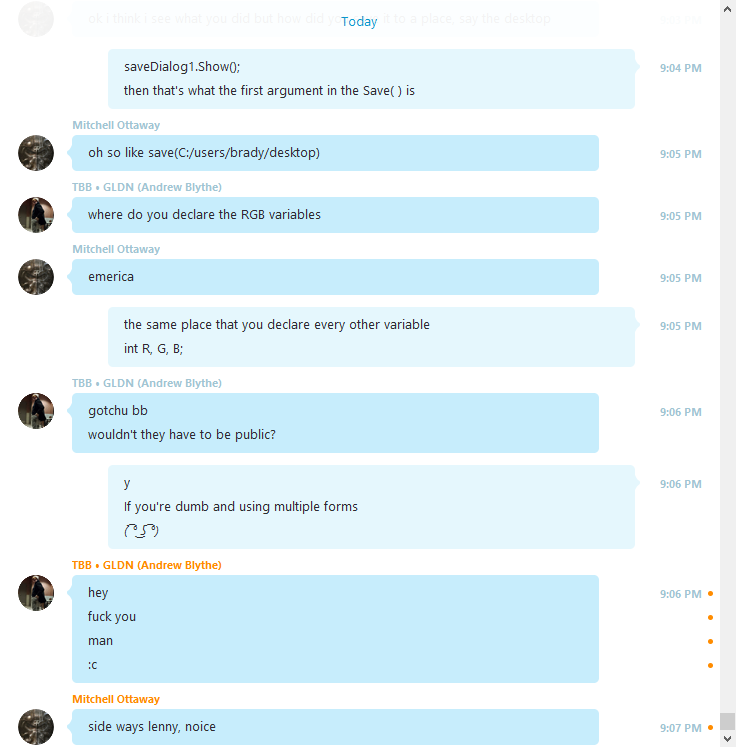 ok i think i see what you did but how did you it to a place, say the desktop
Today
saveDialog1.Show();
9:04 PM
then that's what the first argument in the Save( ) is
Mitchell Ottaway
oh so like save(C:/users/brady/desktop)
9:05 PM
TBB • GLDN (Andrew Blythe)
where do you declare the RGB variables
9:05 PM
Mitchell Ottaway
emerica
9:05 PM
the same place that you declare every other variable
9:05 PM
int R, G, B;
TBB • GLDN (Andrew Blythe)
gotchu bb
9:06 PM
wouldn't they have to be public?
y
9:06 PM
If you're dumb and using multiple forms
( ͡° ͜ʖ ͡°)
TBB • GLDN (Andrew Blythe)
hey
9:06 PM
fuck you
man
:c
Mitchell Ottaway
side ways lenny, noice
9:07 PM